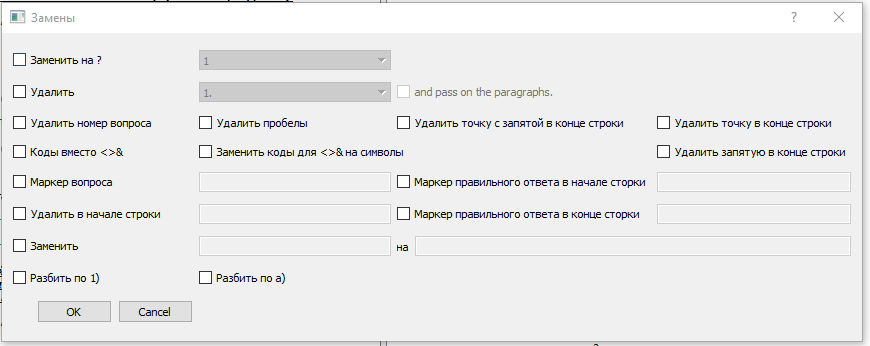 Замены ?
Заменить на ? 1
Удалить 1. and pass on the paragraphs.
Удалить номер вопроса Удалить пробелы Удалить точку с запятой в конце строки Удалить точку в конце строки
Коды вместо <>& Заменить коды для <>& на символы Удалить запятую в конце строки
Маркер вопроса Маркер правильного ответа в начале сторки
Удалить в начале строки Маркер правильного ответа в конце сторки
Заменить на
Разбить по 1) Разбить по а)
OK Cancel